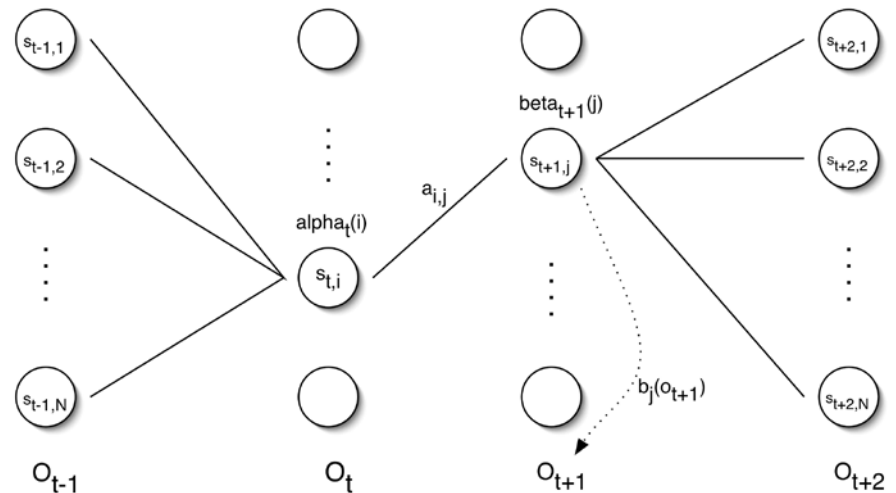 s_{t-1,1}
s_{t+2,1}
beta_{t+1}(j)
s_{t-1,2}
s_{t+1,j}
s_{t+2,2}
a_{i,j}
alpha_t(i)
s_{t,i}
b_j(o_{t+1})
s_{t-1,N}
s_{t+2,N}
O_{t-1} O_t O_{t+1} O_{t+2}